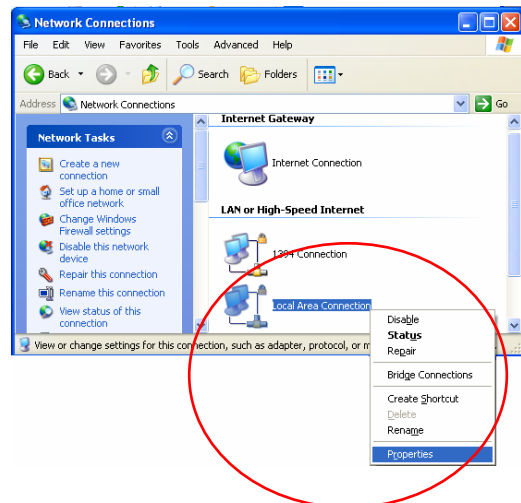 Network Connections
File Edit View Favorites Tools Advanced Help
Back Search Folders
Address Network Connections Go
Network Tasks
Create a new
connection
Set up a home or small
office network
Change Windows
Firewall settings
Disable this network
device
Repair this connection
Rename this connection
View status of this
connection
Internet Gateway
Internet Connection
LAN or High-Speed Internet
1394 Connection
Local Area Connection
Disable
Status
Repair
Bridge Connections
Create Shortcut
Delete
Rename
Properties
View or change settings for this connection, such as adapter, protocol, or m